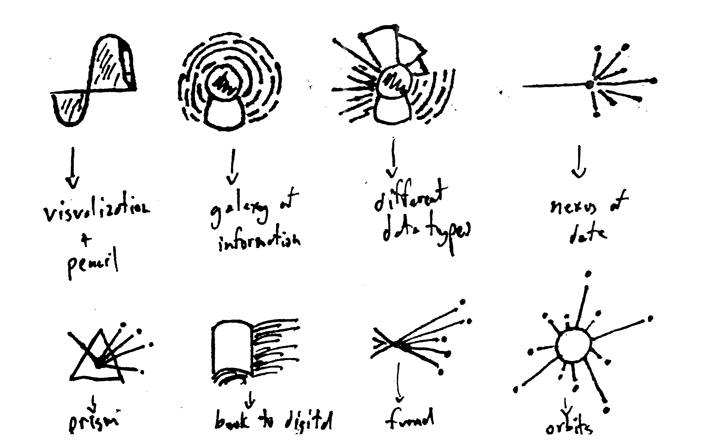 visualization
+
pencil
galaxy of
information
different
data types
nexus of
data
prism
book to digital
funnel
orbits